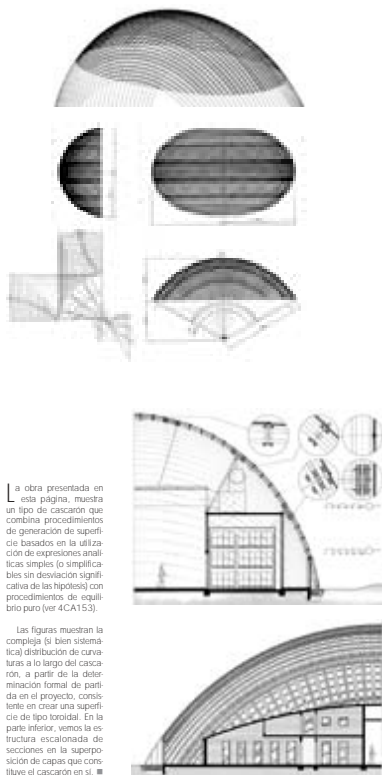 La obra presentada en
esta página, muestra
un tipo de cascarón que
combina procedimientos
de generación de superfi-
cie basados en la utiliza-
ción de expresiones analí-
ticas simples (o simplifica-
bles sin desviación signifi-
cativa de las hipótesis) con
procedimientos de equili-
brio puro (ver 4CA153).
Las figuras muestran la
compleja (si bien sistemá-
tica) distribución de curva-
turas a lo largo del casca-
rón, a partir de la deter-
minación formal de parti-
da en el proyecto, consis-
tente en crear una superfi-
cie de tipo toroidal. En la
parte inferior, vemos la es-
tructura escalonada de
secciones en la superpo-
sición de capas que cons-
tituye el cascarón en sí. ■